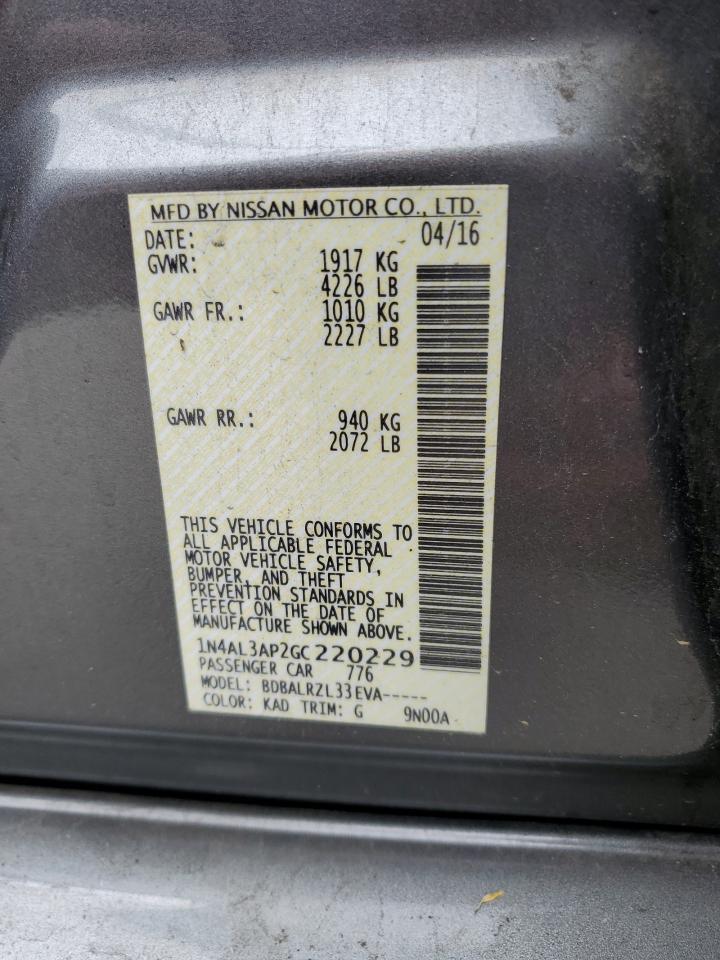 MFD BY NISSAN MOTOR CO., LTD.
DATE: 04/16
GVWR: 1917 KG
4226 LB
GAWR FR.: 1010 KG
2227 LB
GAWR RR.: 940 KG
2072 LB
THIS VEHICLE CONFORMS TO
ALL APPLICABLE FEDERAL
MOTOR VEHICLE SAFETY,
BUMPER, AND THEFT
PREVENTION STANDARDS IN
EFFECT ON THE DATE OF
MANUFACTURE SHOWN ABOVE.
1N4AL3AP2GC220229
PASSENGER CAR 776
MODEL: BDBALRZL33EVA-----
COLOR: KAD TRIM: G 9N00A